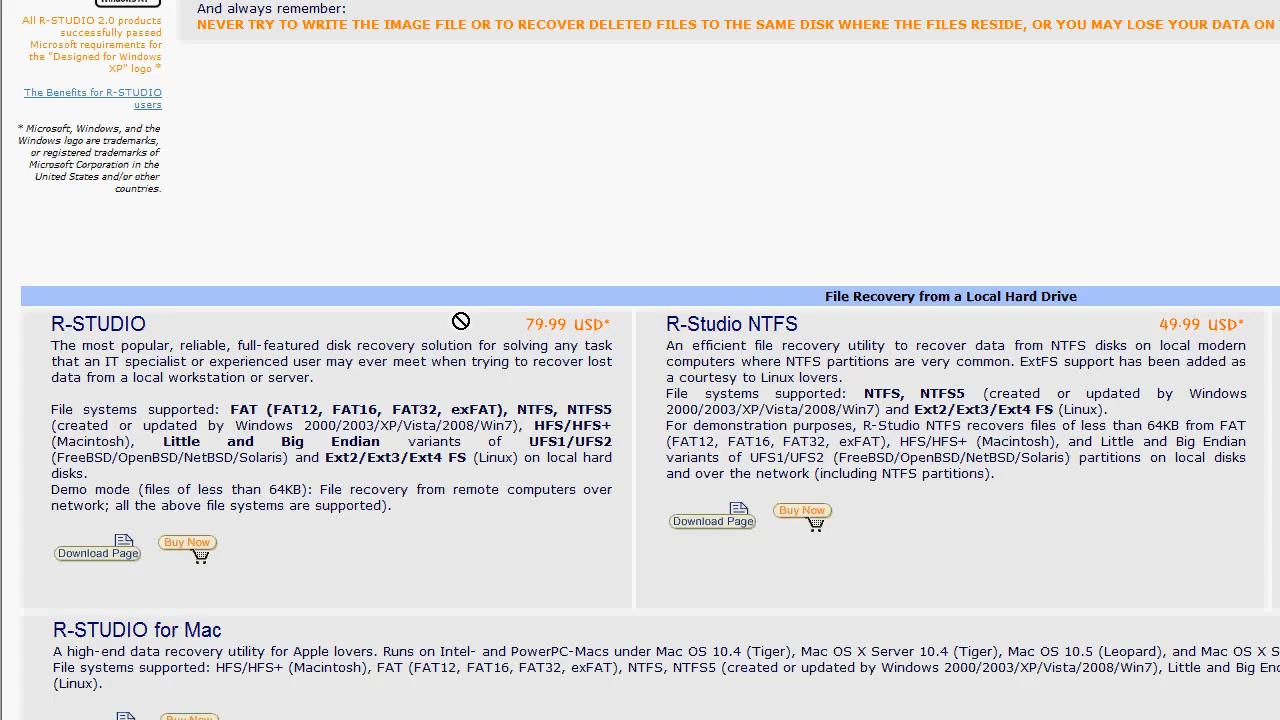 And always remember:
NEVER TRY TO WRITE THE IMAGE FILE OR TO RECOVER DELETED FILES TO THE SAME DISK WHERE THE FILES RESIDE, OR YOU MAY LOSE YOUR DATA ON
All R-STUDIO 2.0 products
successfully passed
Microsoft requirements for
the "Designed for Windows
XP" logo *
The Benefits for R-STUDIO
users
* Microsoft, Windows, and the
Windows logo are trademarks,
or registered trademarks of
Microsoft Corporation in the
United States and/or other
countries.
File Recovery from a Local Hard Drive
R-STUDIO 79.99 USD*
The most popular, reliable, full-featured disk recovery solution for solving any task
that an IT specialist or experienced user may ever meet when trying to recover lost
data from a local workstation or server.
File systems supported: FAT (FAT12, FAT16, FAT32, exFAT), NTFS, NTFS5
(created or updated by Windows 2000/2003/XP/Vista/2008/Win7), HFS/HFS+
(Macintosh), Little and Big Endian variants of UFS1/UFS2
(FreeBSD/OpenBSD/NetBSD/Solaris) and Ext2/Ext3/Ext4 FS (Linux) on local hard
disks.
Demo mode (files of less than 64KB): File recovery from remote computers over
network; all the above file systems are supported).
Download Page Buy Now
R-Studio NTFS 49.99 USD*
An efficient file recovery utility to recover data from NTFS disks on local modern
computers where NTFS partitions are very common. ExtFS support has been added as
a courtesy to Linux lovers.
File systems supported: NTFS, NTFS5 (created or updated by Windows
2000/2003/XP/Vista/2008/Win7) and Ext2/Ext3/Ext4 FS (Linux).
For demonstration purposes, R-Studio NTFS recovers files of less than 64KB from FAT
(FAT12, FAT16, FAT32, exFAT), HFS/HFS+ (Macintosh), and Little and Big Endian
variants of UFS1/UFS2 (FreeBSD/OpenBSD/NetBSD/Solaris) partitions on local disks
and over the network (including NTFS partitions).
Download Page Buy Now
R-STUDIO for Mac
A high-end data recovery utility for Apple lovers. Runs on Intel- and PowerPC-Macs under Mac OS 10.4 (Tiger), Mac OS X Server 10.4 (Tiger), Mac OS 10.5 (Leopard), and Mac OS X S
File systems supported: HFS/HFS+ (Macintosh), FAT (FAT12, FAT16, FAT32, exFAT), NTFS, NTFS5 (created or updated by Windows 2000/2003/XP/Vista/2008/Win7), Little and Big End
(Linux).
Buy Now